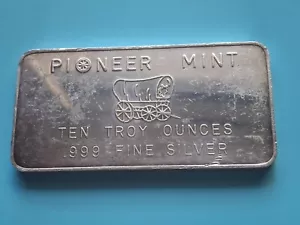 PIONEER MINT
TEN TROY OUNCES
.999 FINE SILVER